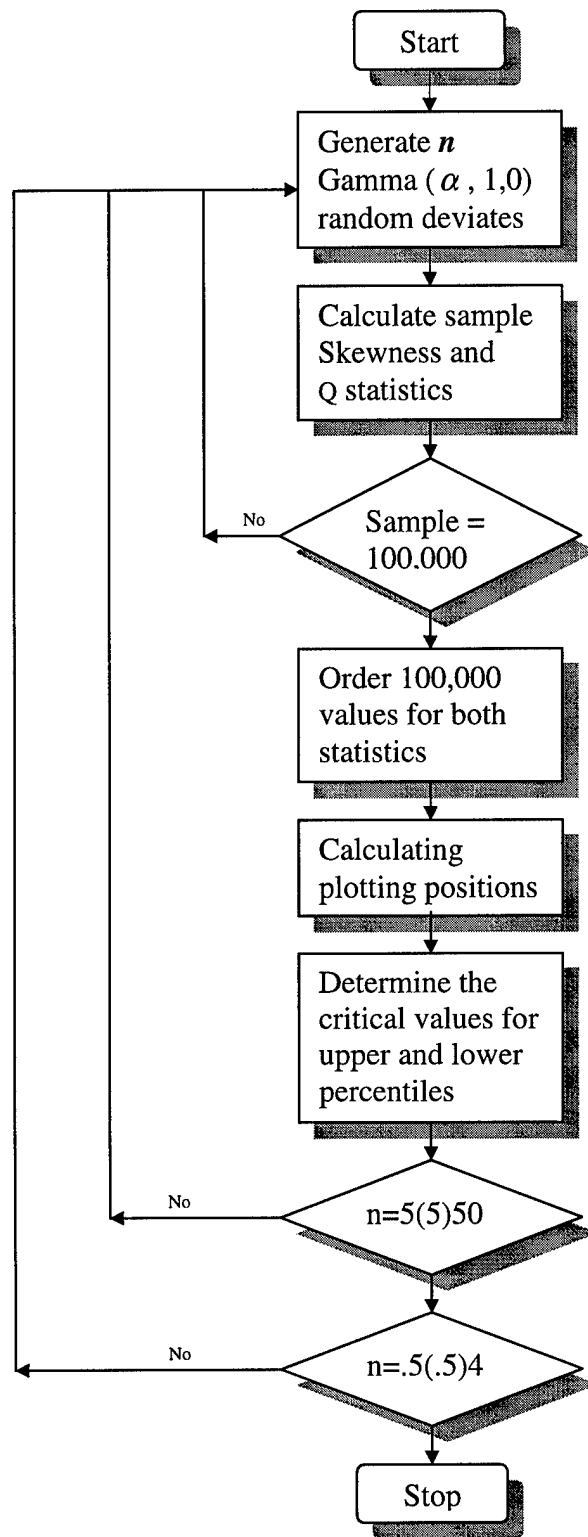 Start
Generate n
Gamma (α, 1,0)
random deviates
Calculate sample
Skewness and
Q statistics
No
Sample =
100.000
Order 100,000
values for both
statistics
Calculating
plotting positions
Determine the
critical values for
upper and lower
percentiles
No
n=5(5)50
No
n=.5(.5)4
Stop